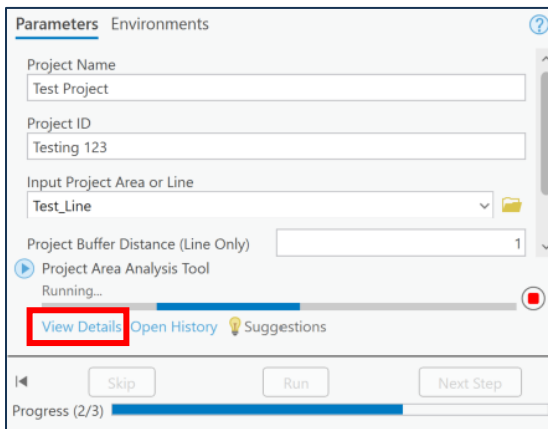 Parameters Environments
Project Name
Test Project
Project ID
Testing 123
Input Project Area or Line
Test_Line
Project Buffer Distance (Line Only) 1
Project Area Analysis Tool
Running...
View Details Open History Suggestions
Skip Run Next Step
Progress (2/3)